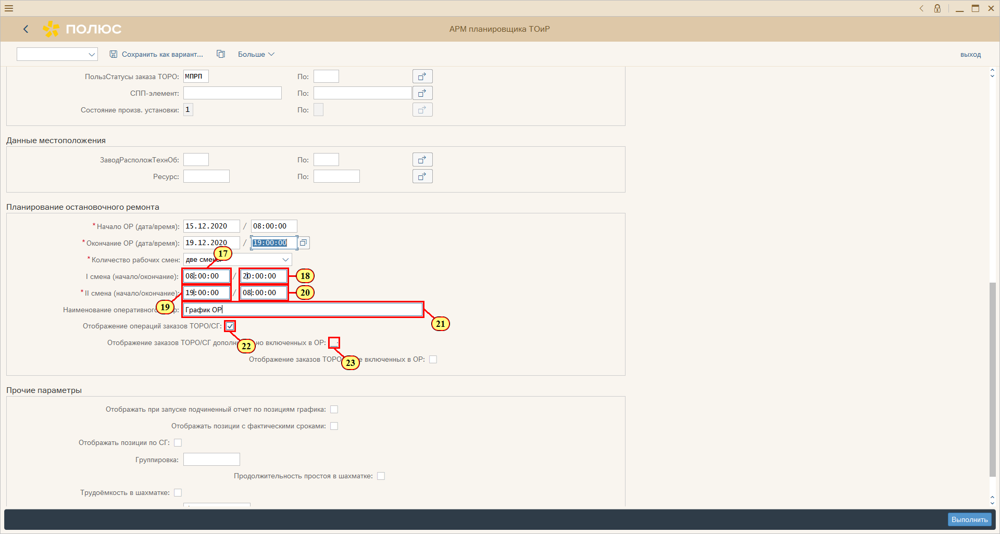 ПОЛЮС
АРМ планировщика ТОиР
Сохранить как вариант... Больше выход
ПользСтатусы заказа ТОРО: МПРП По:
СПП-элемент: По:
Состояние произв. установки: 1 По:
Данные местоположения
ЗаводРасположТехнОб: По:
Ресурс: По:
Планирование остановочного ремонта
* Начало ОР (дата/время): 15.12.2020 / 08:00:00
* Окончание ОР (дата/время): 19.12.2020 / 19:00:00
17
* Количество рабочих смен: две смены
I смена (начало/окончание): 08:00:00 / 20:00:00 18
* II смена (начало/окончание): 19:00:00 / 08:00:00 20
19
Наименование оперативного р: График ОР
21
Отображение операций заказов ТОРО/СГ:
22
Отображение заказов ТОРО/СГ дополн но включенных в ОР:
23
Отображение заказов ТОРО е включенных в ОР:
Прочие параметры
Отображать при запуске подчиненный отчет по позициям графика:
Отображать позиции с фактическими сроками:
Отображать позиции по СГ:
Группировка:
Продолжительность простоя в шахматке:
Трудоёмкость в шахматке:
Выполнить